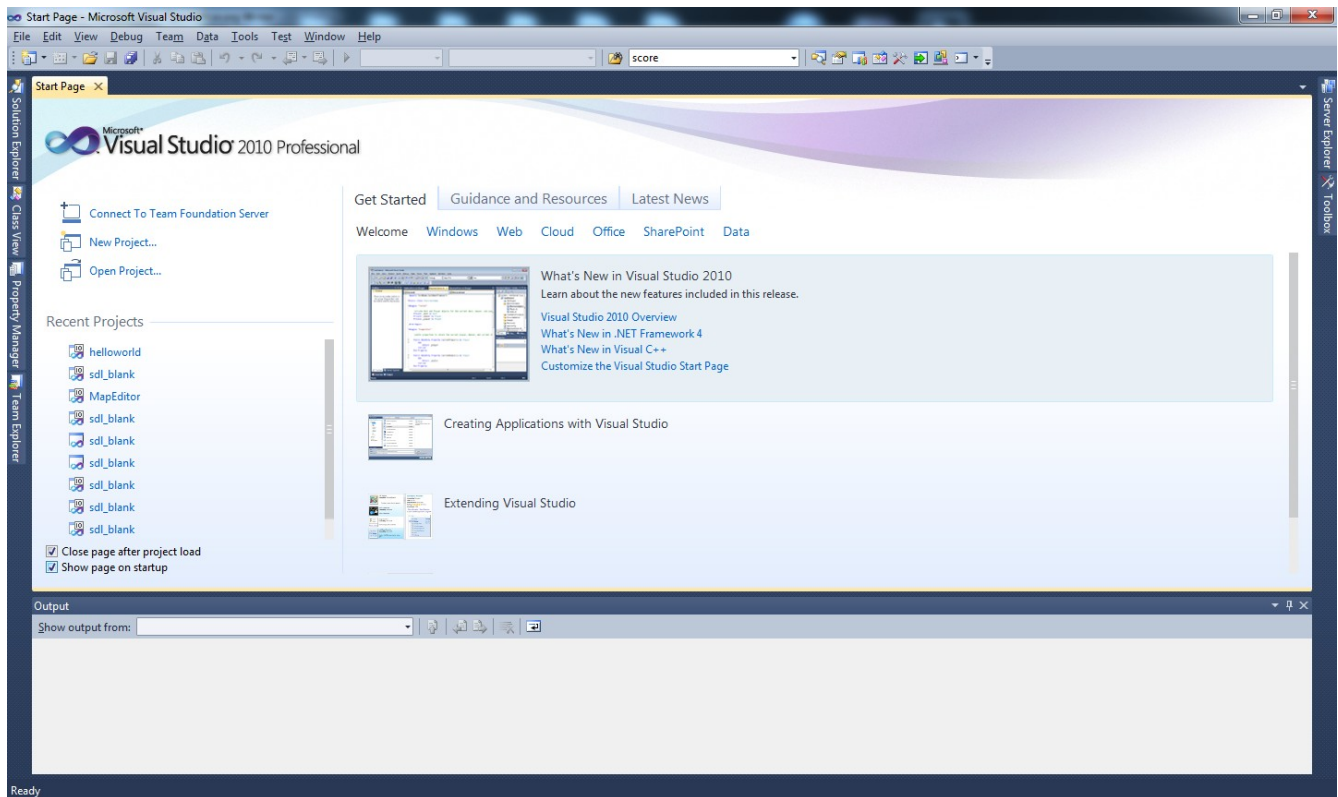 Start Page - Microsoft Visual Studio
File Edit View Debug Team Data Tools Test Window Help
score
Start Page
Solution Explorer
Class View
Property Manager
Team Explorer
Server Explorer
Toolbox
Microsoft
Visual Studio 2010 Professional
Connect To Team Foundation Server
New Project...
Open Project...
Recent Projects
helloworld
sdl_blank
MapEditor
sdl_blank
sdl_blank
sdl_blank
sdl_blank
sdl_blank
sdl_blank
Close page after project load
Show page on startup
Get Started Guidance and Resources Latest News
Welcome Windows Web Cloud Office SharePoint Data
What's New in Visual Studio 2010
Learn about the new features included in this release.
Visual Studio 2010 Overview
What's New in .NET Framework 4
What's New in Visual C++
Customize the Visual Studio Start Page
Creating Applications with Visual Studio
Extending Visual Studio
Output
Show output from:
Ready